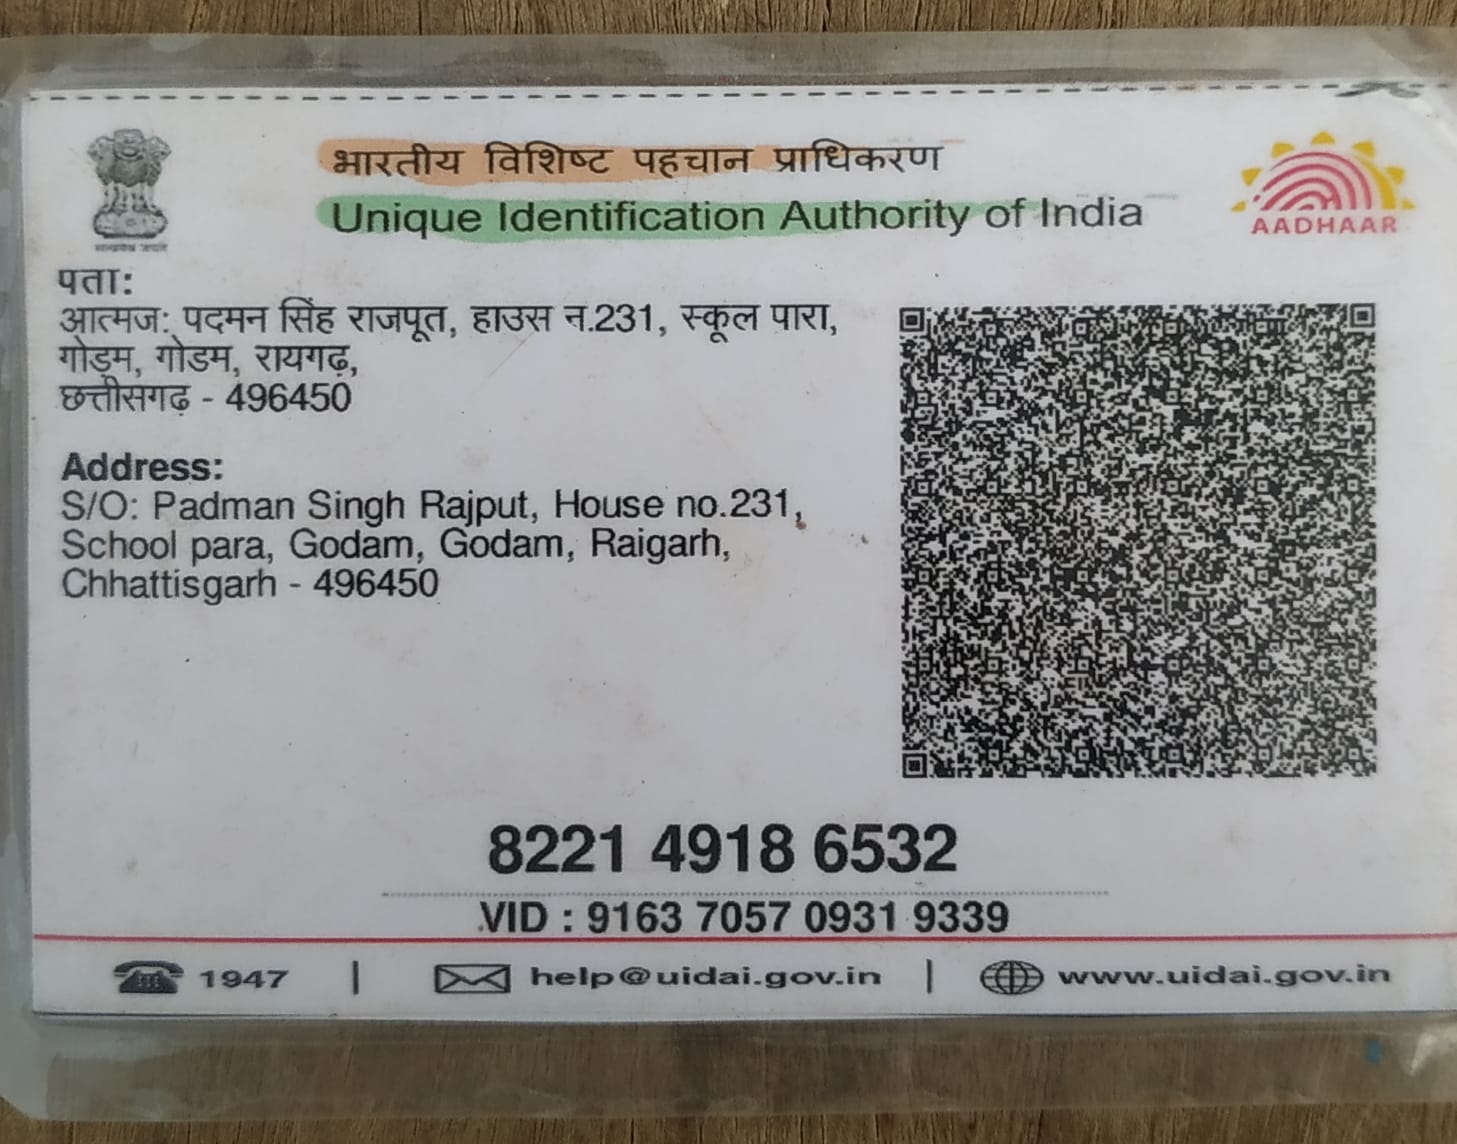 भारतीय विशिष्ट पहचान प्राधिकरण
Unique Identification Authority of India
AADHAAR
पता:
आत्मज: पदमन सिंह राजपूत, हाउस न.231, स्कूल पारा,
गोड़म, गोडम, रायगढ़,
छत्तीसगढ़ - 496450
Address:
S/O: Padman Singh Rajput, House no.231,
School para, Godam, Godam, Raigarh,
Chhattisgarh - 496450
8221 4918 6532
VID : 9163 7057 0931 9339
1947 | help@uidai.gov.in | www.uidai.gov.in